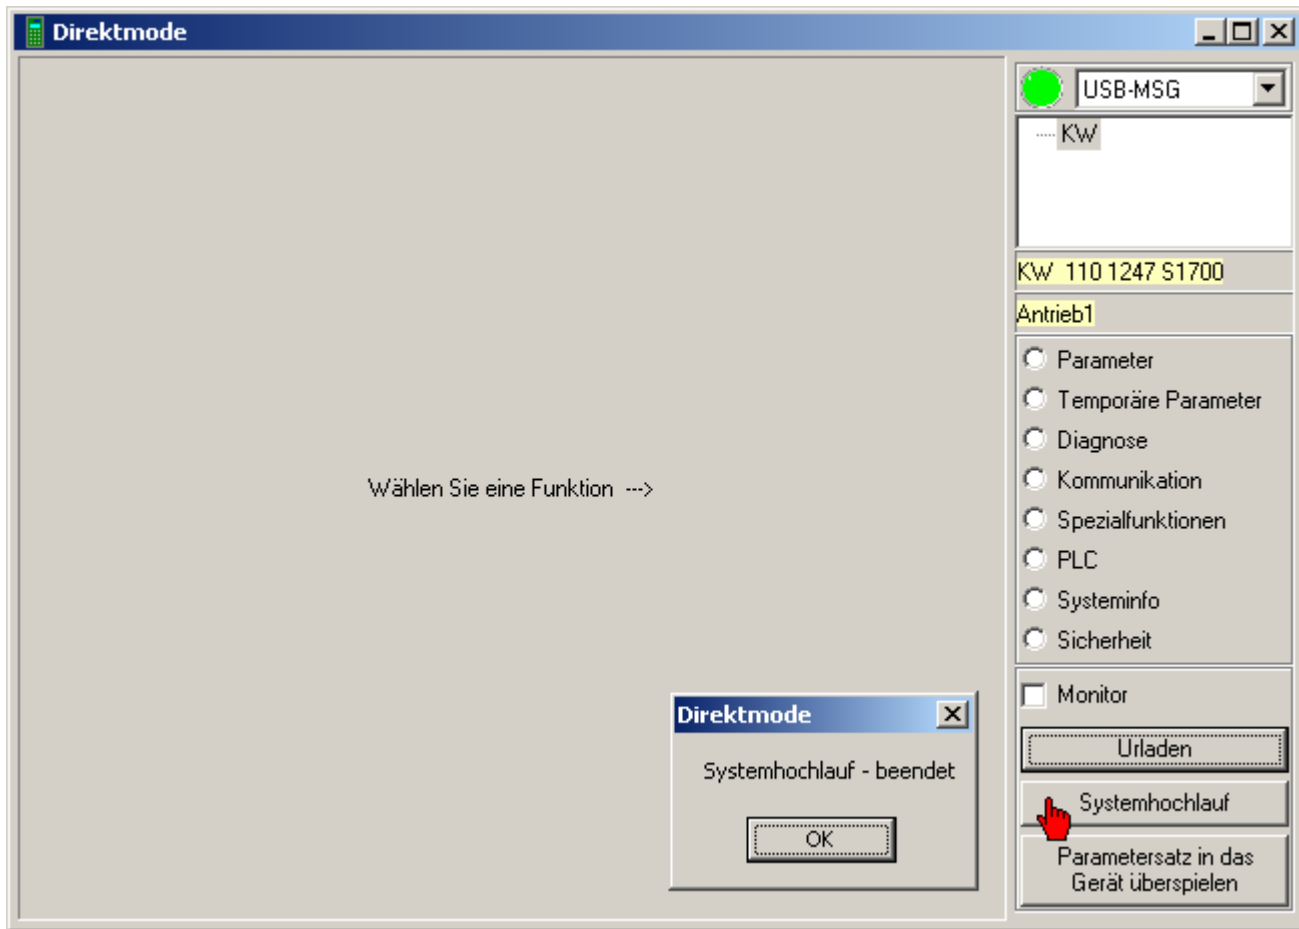 Direktmode
USB-MSG
KW
KW 110 1247 S1700
Antrieb1
Parameter
Temporäre Parameter
Diagnose
Kommunikation
Wählen Sie eine Funktion --->
Spezialfunktionen
PLC
Systeminfo
Sicherheit
Monitor
Urladen
Systemhochlauf
Parametersatz in das
Gerät überspielen
Direktmode
Systemhochlauf - beendet
OK